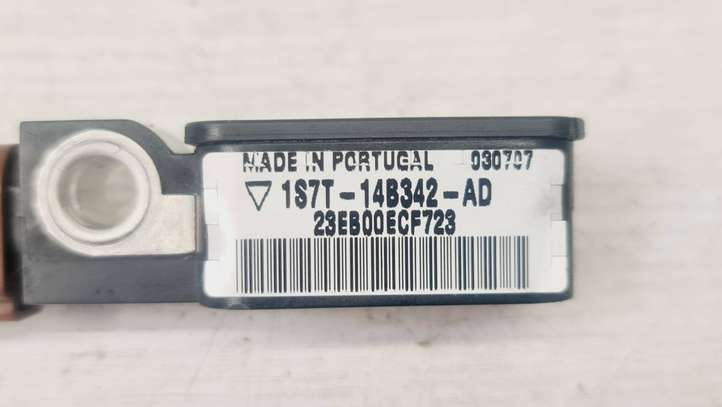 MADE IN PORTUGAL 030707
1S7T-14B342-AD
23EB00ECF723